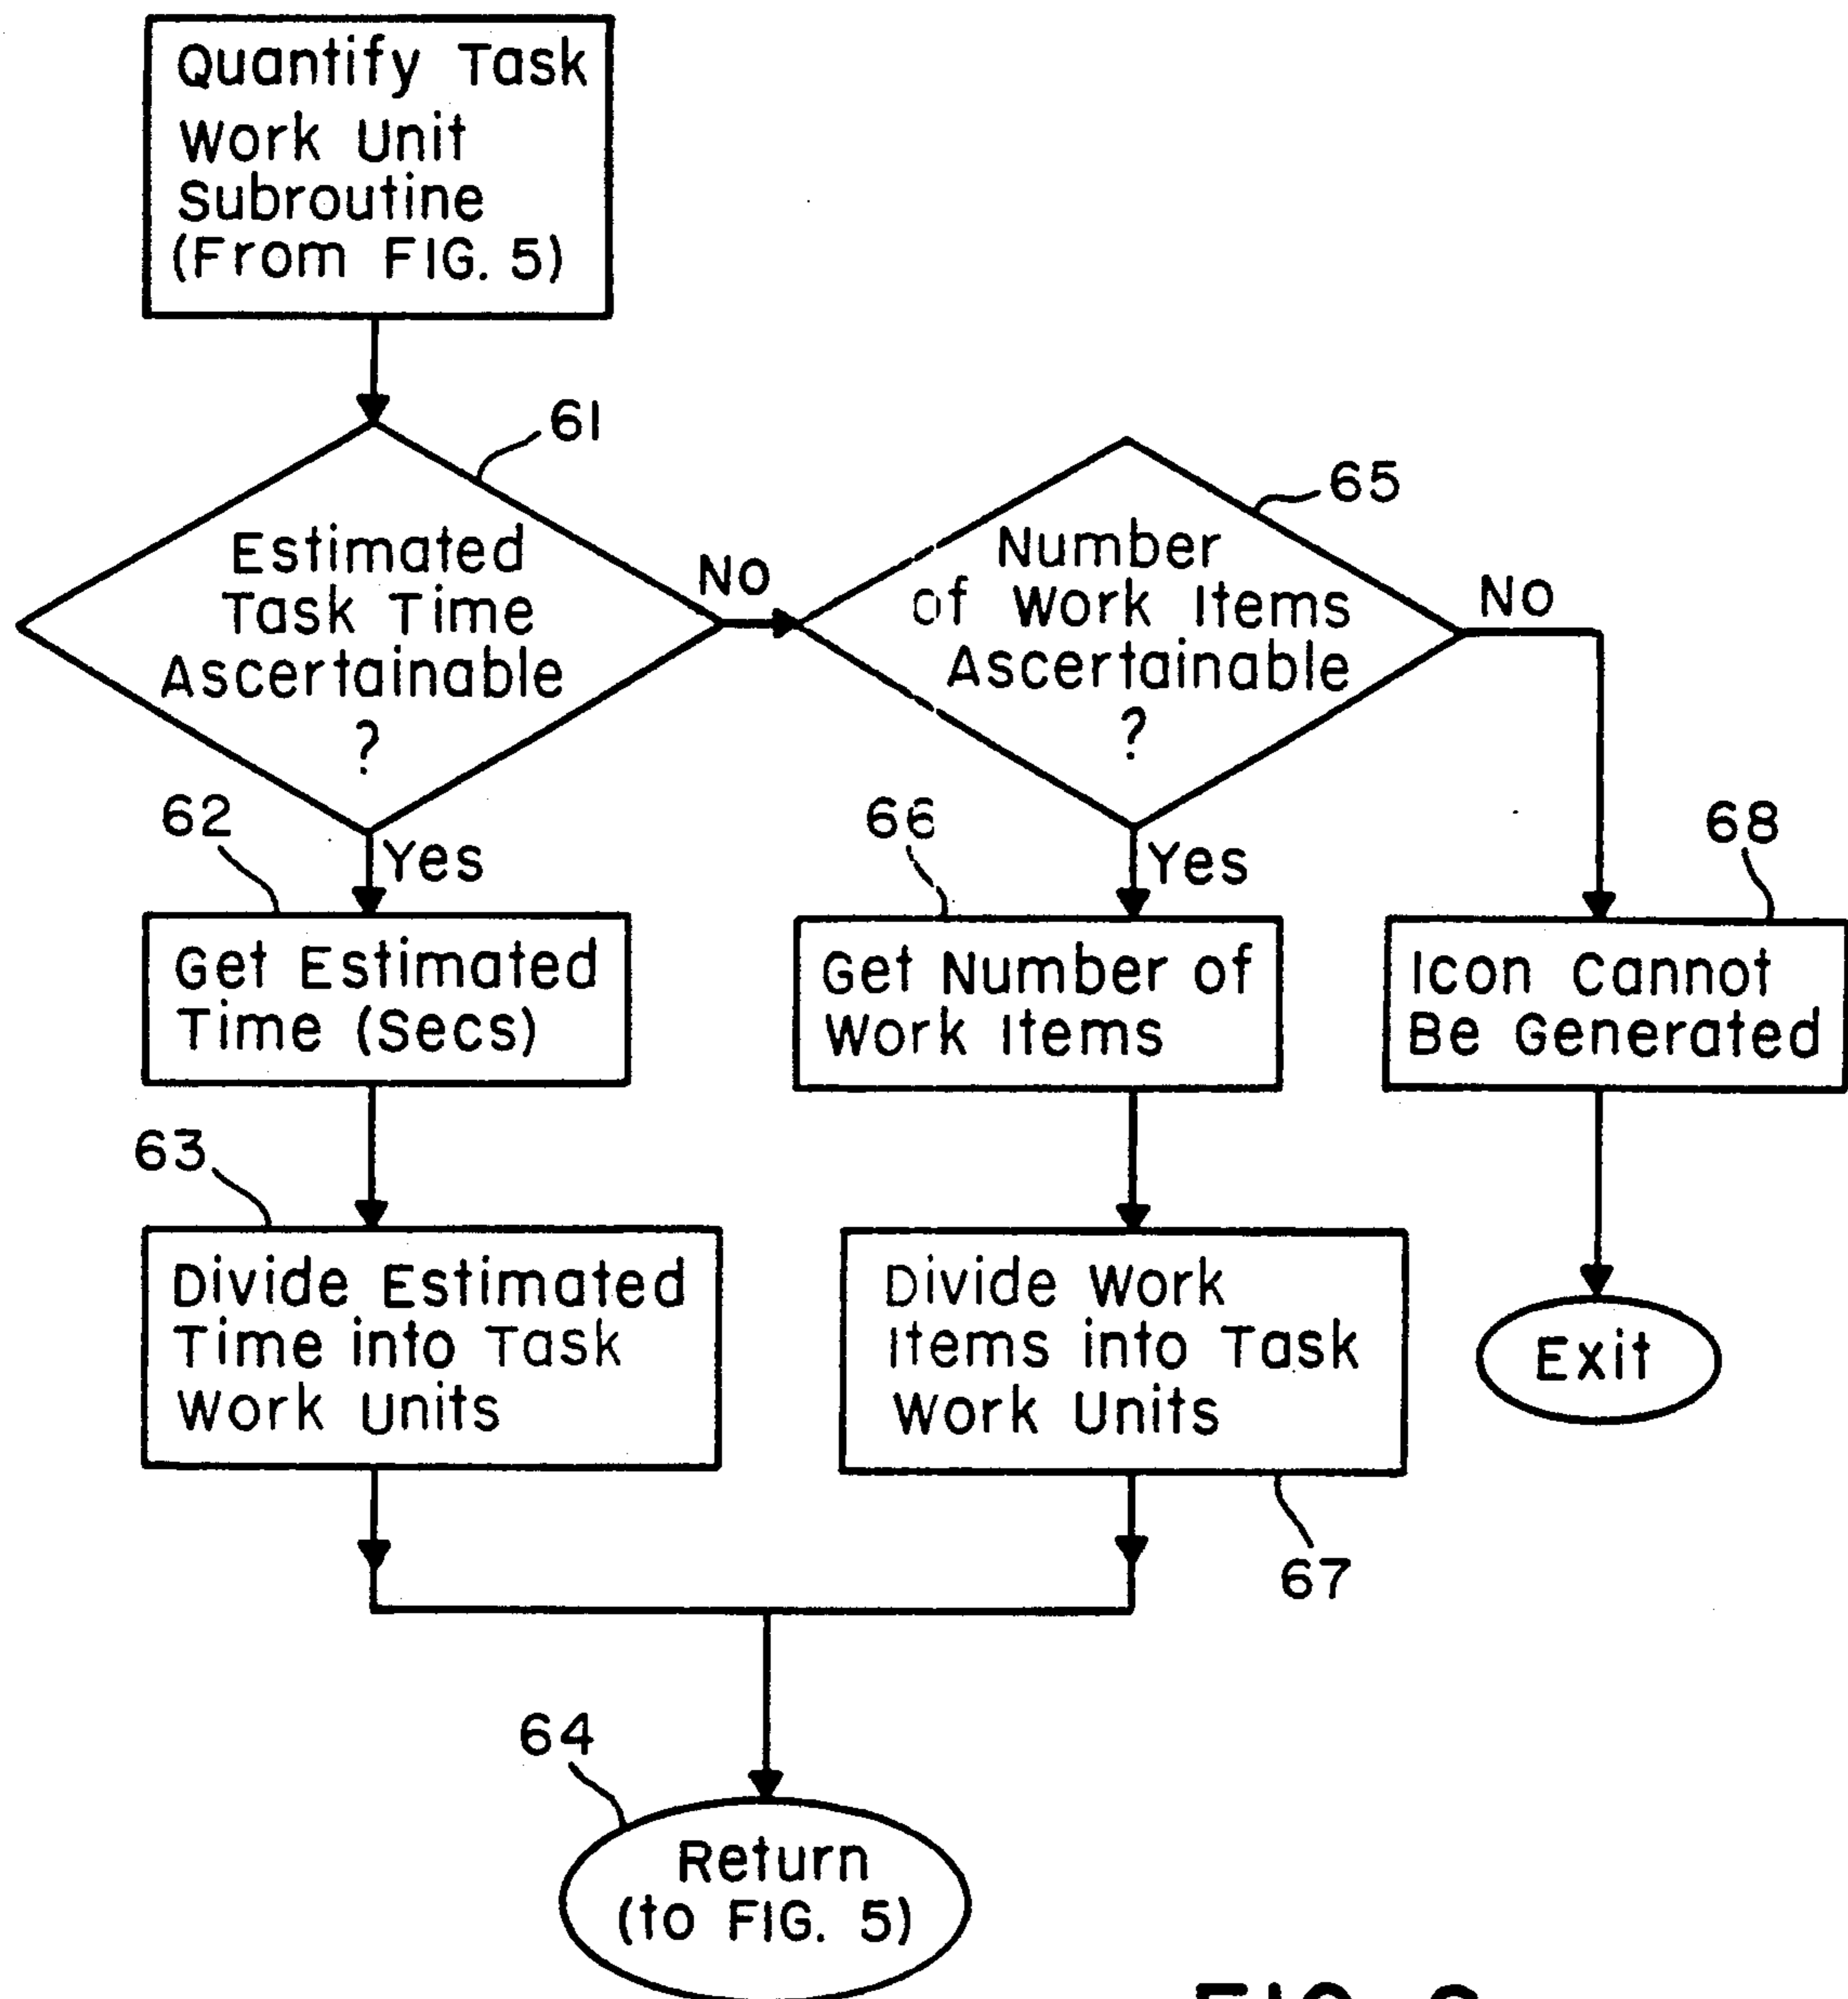 Quantify Task
Work Unit
Subroutine
(From FIG. 5)
61
Estimated
Task Time
Ascertainable
?
No
65
Number
of Work Items
Ascertainable
?
No
62
Yes
66
Yes
68
Get Estimated
Time (Secs)
Get Number of
Work Items
Icon Cannot
Be Generated
63
Divide Estimated
Time into Task
Work Units
Divide Work
Items into Task
Work Units
Exit
67
64
Return
(to FIG. 5)